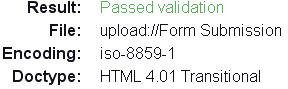 Result: Passed validation
File: upload://Form Submission
Encoding: iso-8859-1
Doctype: HTML 4.01 Transitional